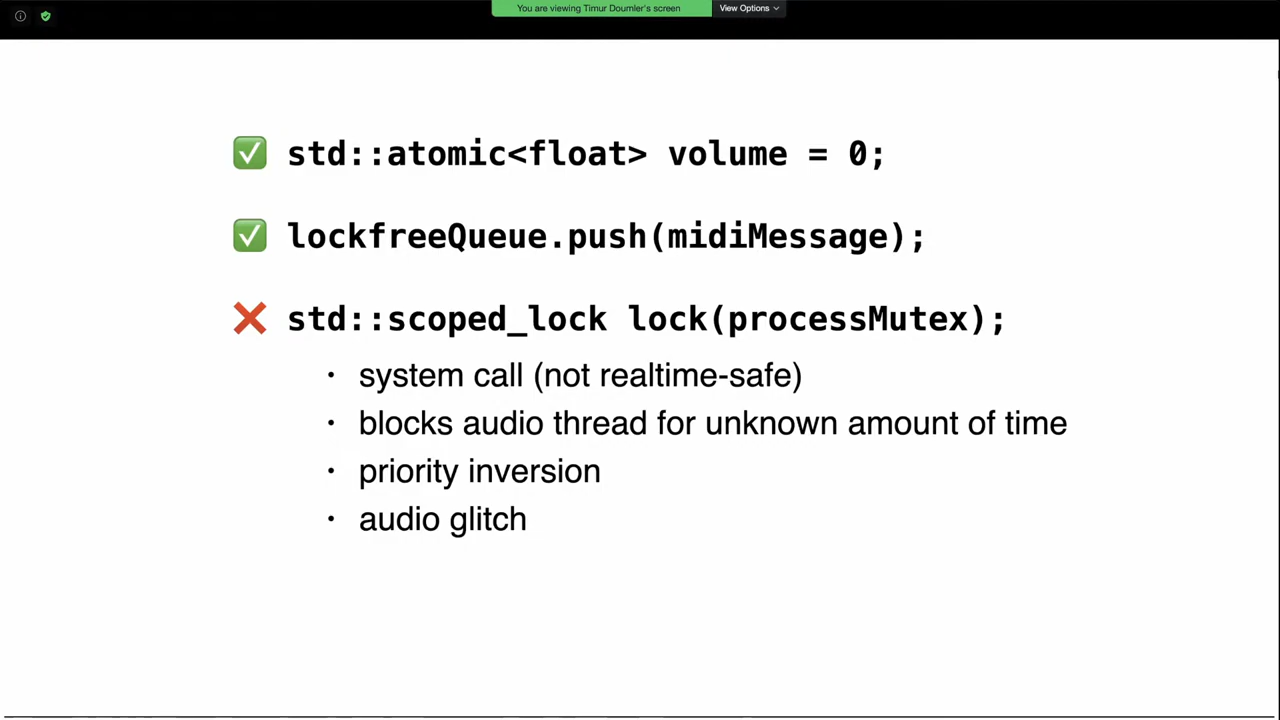 You are viewing Timur Doumler's screen
View Options
std::atomic<float> volume = 0;
lockfreeQueue.push(midiMessage);
std::scoped_lock lock(processMutex);
• system call (not realtime-safe)
• blocks audio thread for unknown amount of time
• priority inversion
• audio glitch